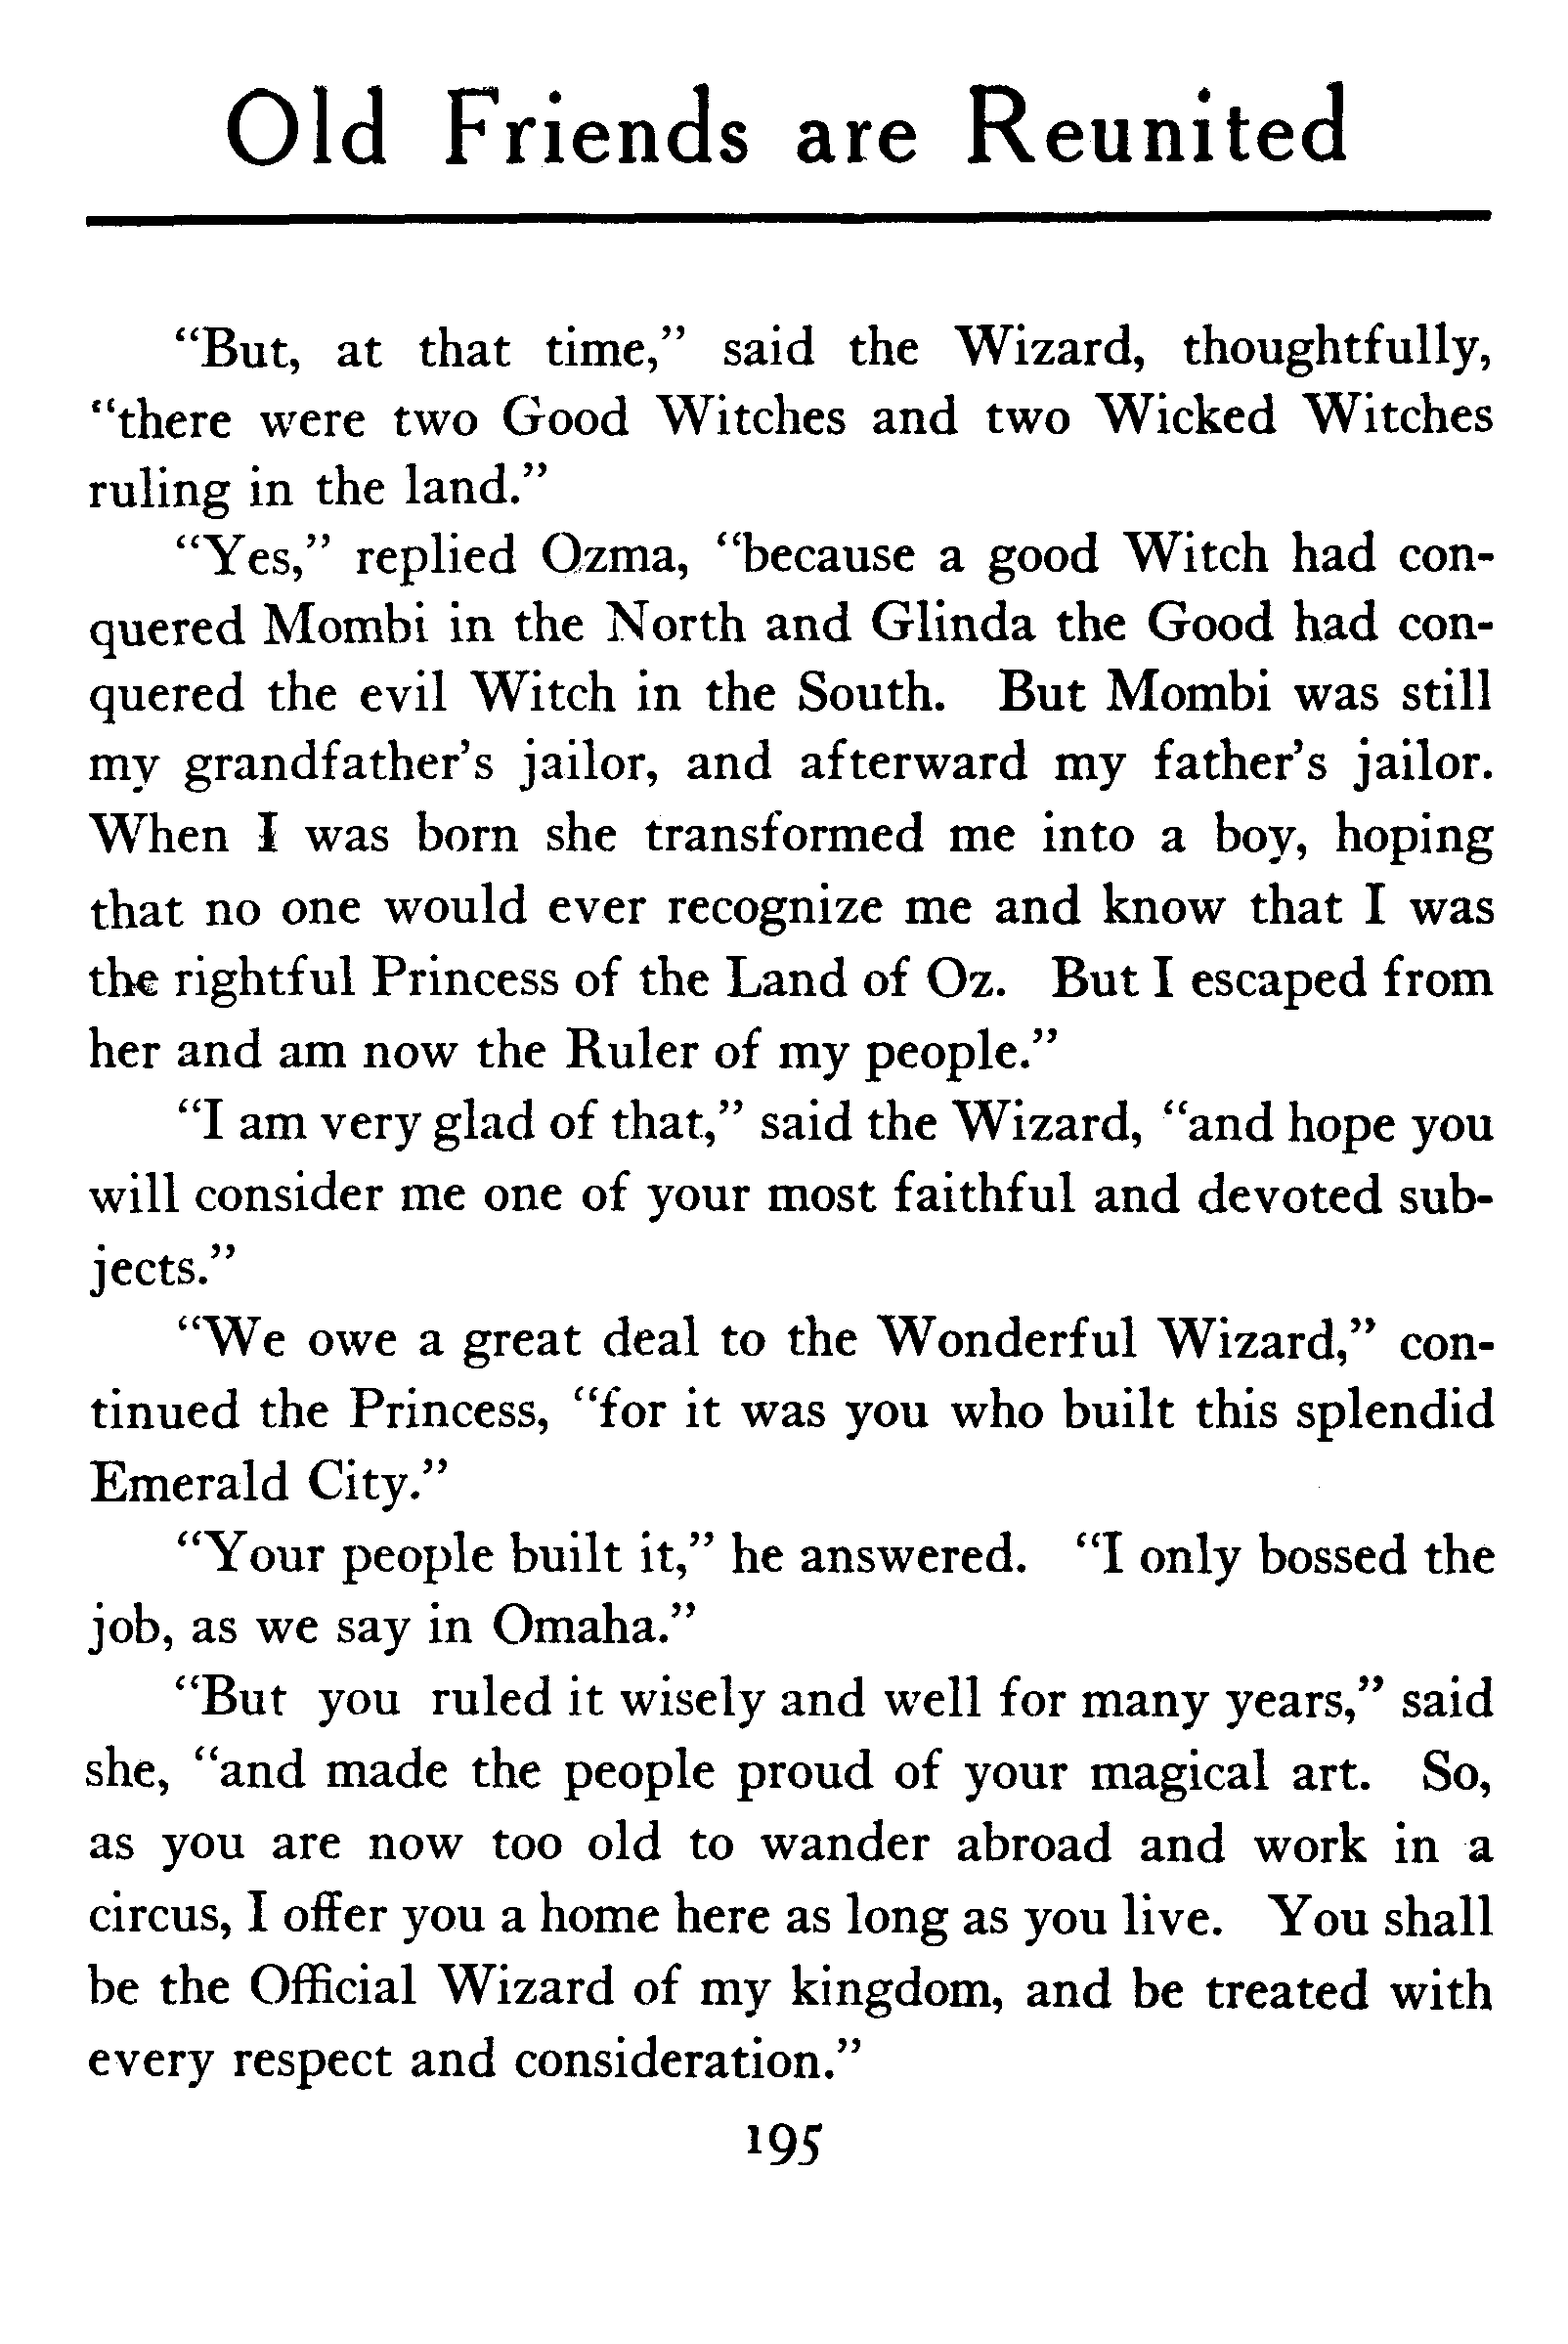 Old Friends are Reunited
“But, at that time,” said the Wizard, thoughtfully,
“there were two Good Witches and two Wicked Witches
ruling in the land.”
“Yes,” replied Ozma, “because a good Witch had con-
quered Mombi in the North and Glinda the Good had con-
quered the evil Witch in the South. But Mombi was still
my grandfather’s jailor, and afterward my father’s jailor.
When I was born she transformed me into a boy, hoping
that no one would ever recognize me and know that I was
the rightful Princess of the Land of Oz. But I escaped from
her and am now the Ruler of my people.”
“I am very glad of that,” said the Wizard, “and hope you
will consider me one of your most faithful and devoted sub-
jects.”
“We owe a great deal to the Wonderful Wizard,” con-
tinued the Princess, “for it was you who built this splendid
Emerald City.”
“Your people built it,” he answered. “I only bossed the
job, as we say in Omaha.”
“But you ruled it wisely and well for many years,” said
she, “and made the people proud of your magical art. So,
as you are now too old to wander abroad and work in a
circus, I offer you a home here as long as you live. You shall
be the Official Wizard of my kingdom, and be treated with
every respect and consideration.”
195